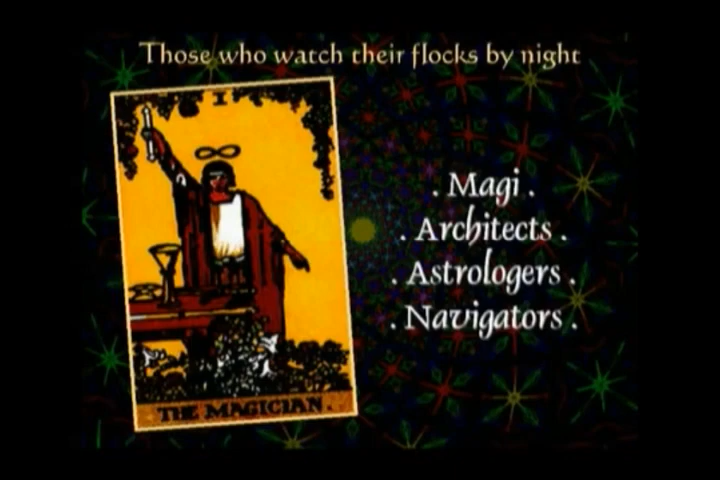 Those who watch their flocks by night
I
THE MAGICIAN.
. Magi .
. Architects .
. Astrologers .
. Navigators .